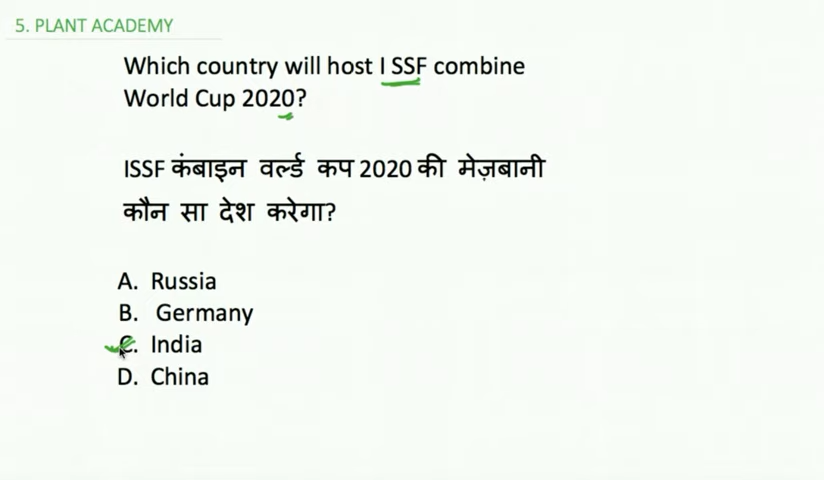 5. PLANT ACADEMY
Which country will host I SSF combine
World Cup 2020?
ISSF कंबाइन वर्ल्ड कप 2020 की मेज़बानी
कौन सा देश करेगा?
A. Russia
B. Germany
C. India
D. China